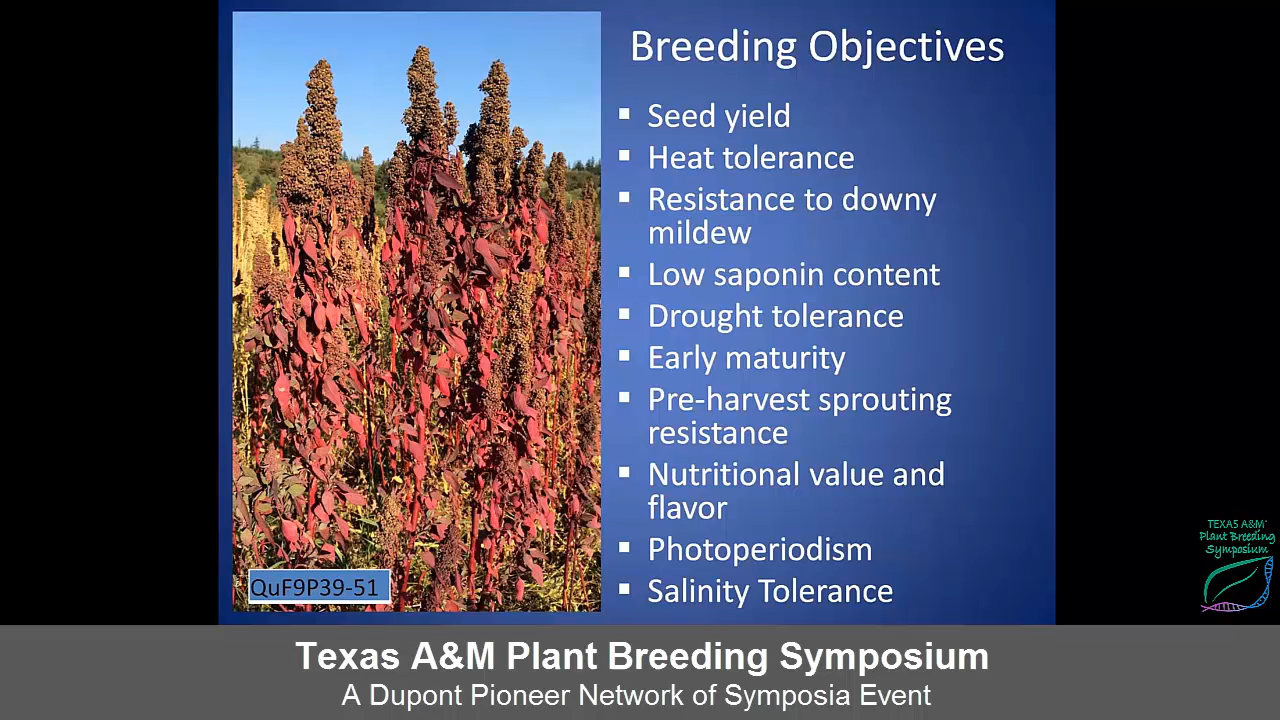 Breeding Objectives
▪ Seed yield
▪ Heat tolerance
▪ Resistance to downy
mildew
▪ Low saponin content
▪ Drought tolerance
▪ Early maturity
▪ Pre-harvest sprouting
resistance
▪ Nutritional value and
flavor
▪ Photoperiodism
▪ Salinity Tolerance
QuF9P39-51
TEXAS A&M
Plant Breeding
Symposium
Texas A&M Plant Breeding Symposium
A Dupont Pioneer Network of Symposia Event